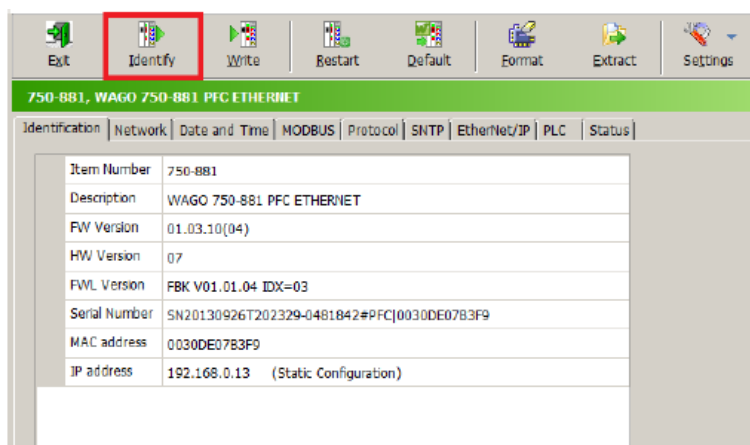 Exit Identify Write Restart Default Format Extract Settings
750-881, WAGO 750-881 PFC ETHERNET
Identification Network Date and Time MODBUS Protocol SNTP EtherNet/IP PLC Status
Item Number 750-881
Description WAGO 750-881 PFC ETHERNET
FW Version 01.03.10(04)
HW Version 07
FWL Version FBK V01.01.04 IDX=03
Serial Number SN20130926T202329-0481842#PFC|0030DE07B3F9
MAC address 0030DE07B3F9
IP address 192.168.0.13 (Static Configuration)